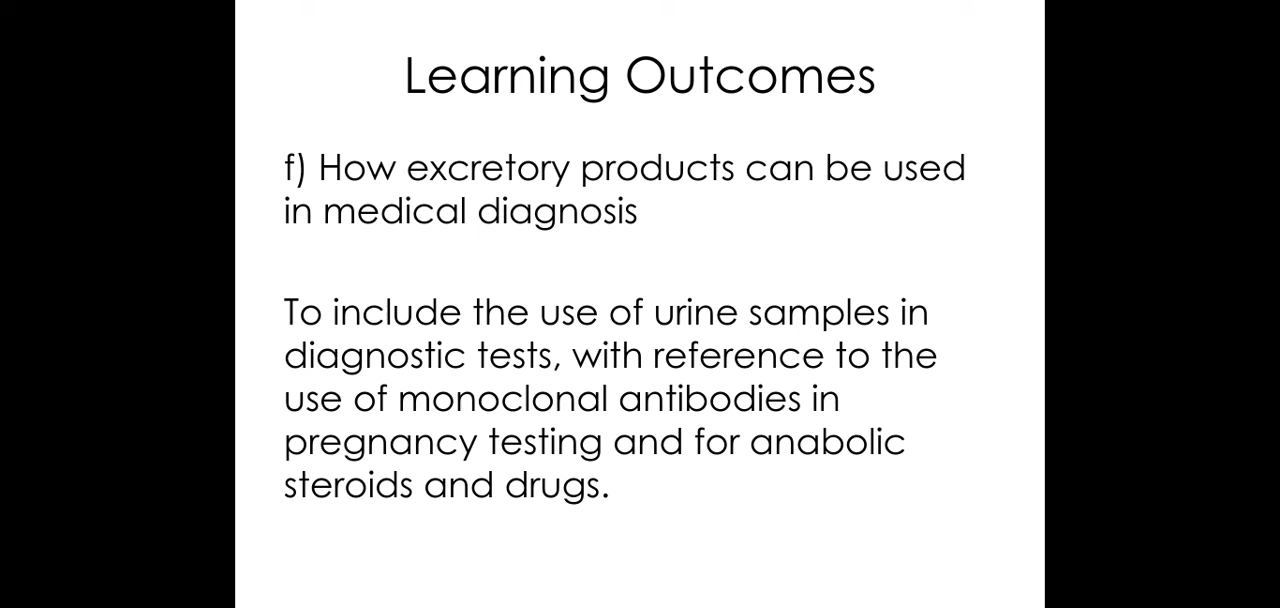 Learning Outcomes
f) How excretory products can be used
in medical diagnosis
To include the use of urine samples in
diagnostic tests, with reference to the
use of monoclonal antibodies in
pregnancy testing and for anabolic
steroids and drugs.